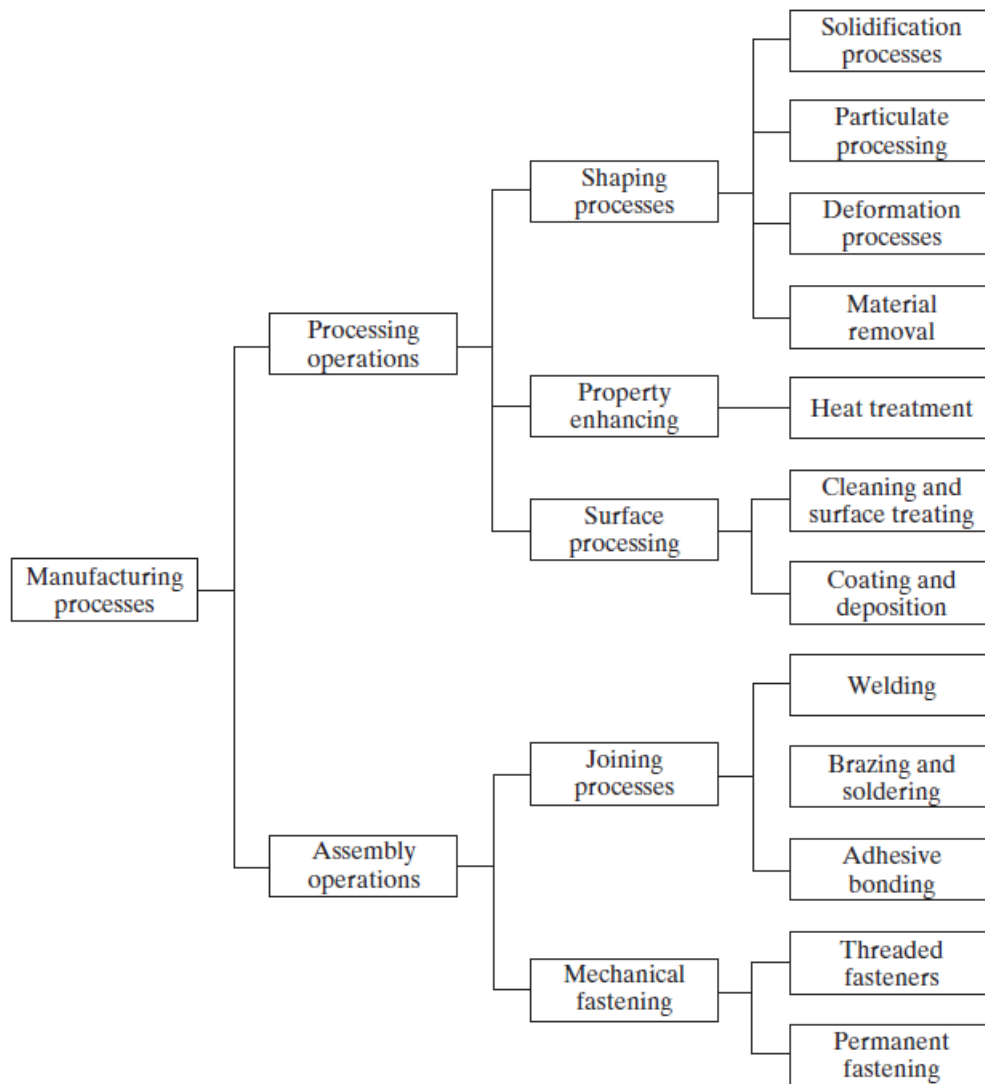 Solidification
processes
Particulate
processing
Shaping
processes
Deformation
processes
Material
removal
Processing
operations
Property
enhancing
Heat treatment
Cleaning and
surface treating
Surface
processing
Manufacturing
processes
Coating and
deposition
Welding
Joining
processes
Brazing and
soldering
Assembly
operations
Adhesive
bonding
Threaded
fasteners
Mechanical
fastening
Permanent
fastening